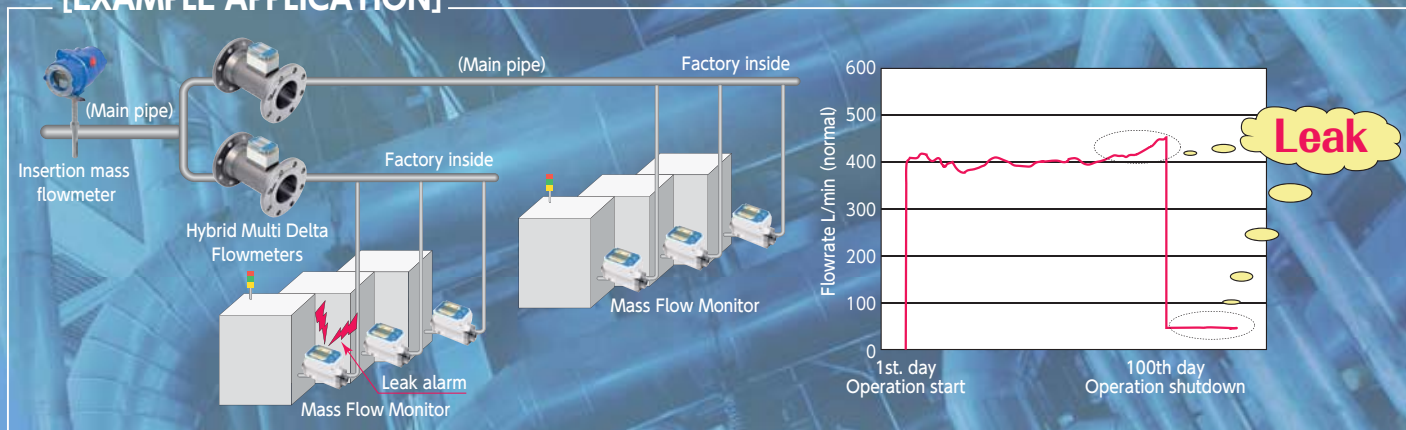 [EXAMPLE APPLICATION]
(Main pipe)
Factory inside
(Main pipe)
Insertion mass
flowmeter
Factory inside
Hybrid Multi Delta
Flowmeters
Mass Flow Monitor
Leak alarm
Mass Flow Monitor
Flowrate L/min (normal)
600
500
400
300
200
100
0
Leak
1st. day
Operation start
100th day
Operation shutdown